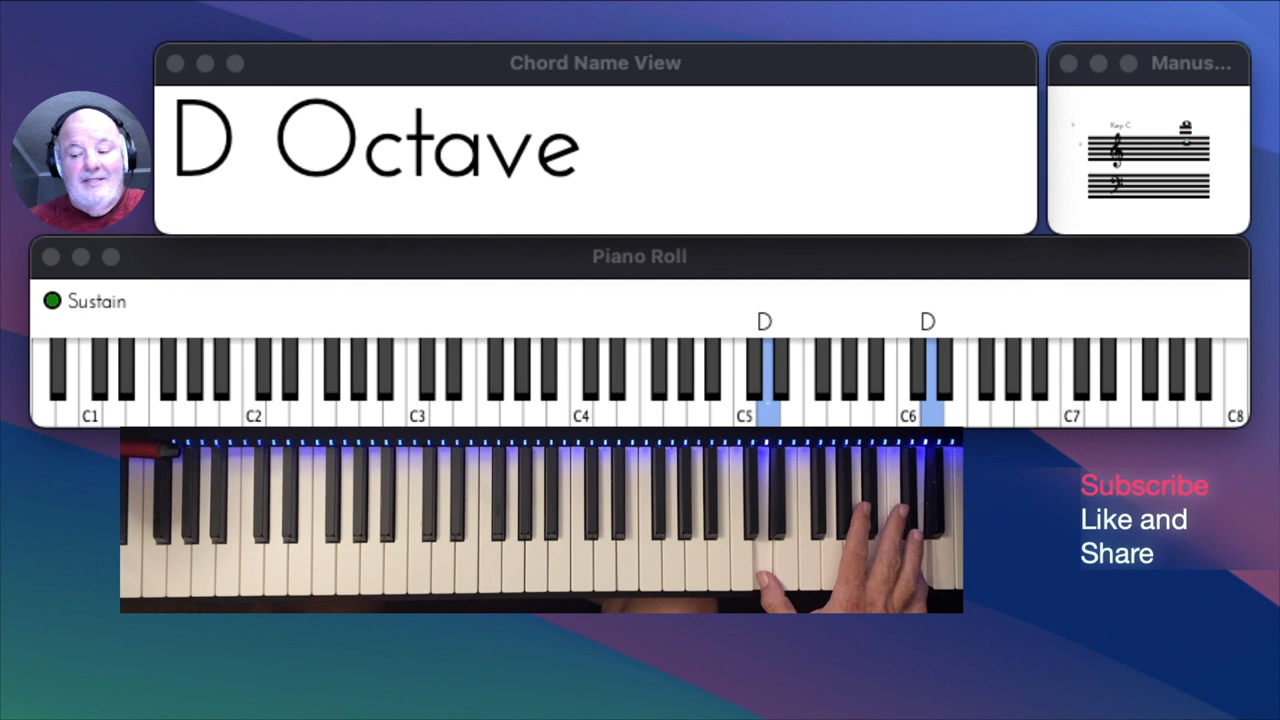 Chord Name View
Manus...
D Octave
Key: C
Piano Roll
Sustain
D D
C1 C2 C3 C4 C5 C6 C7 C8
Subscribe
Like and
Share